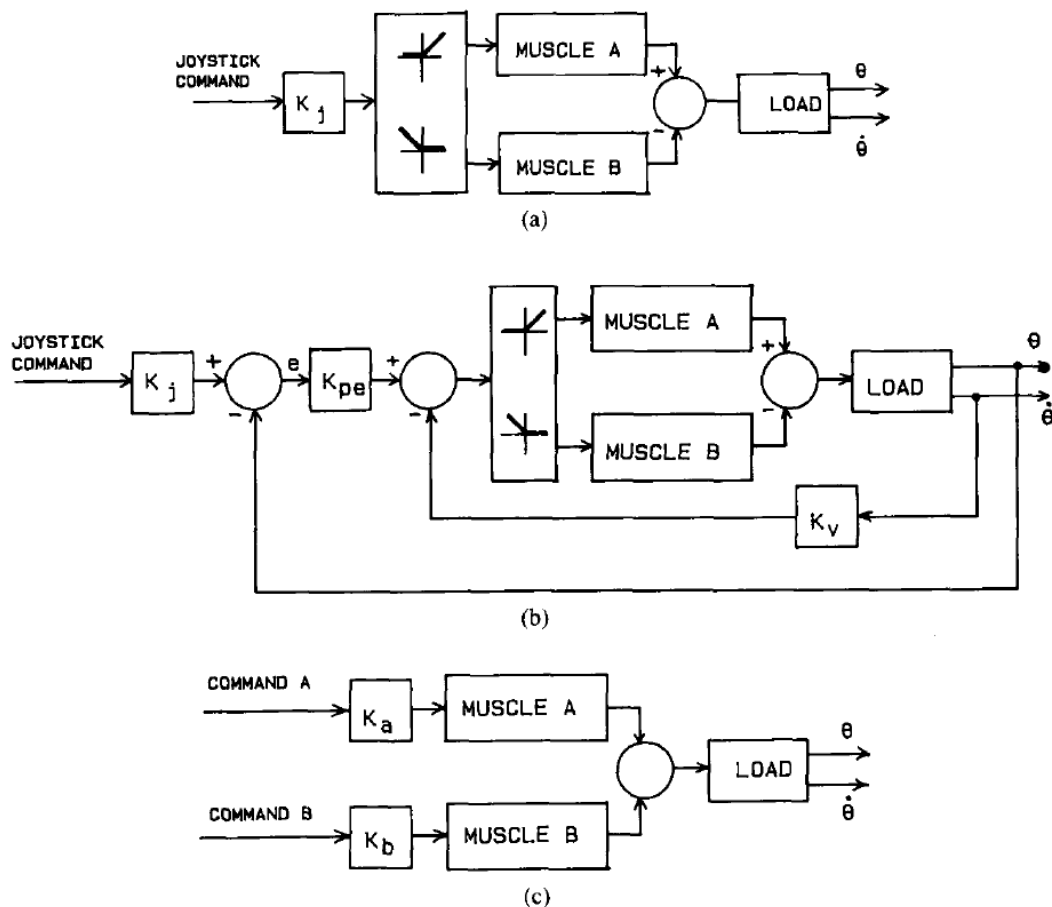 JOYSTICK
COMMAND
K j
MUSCLE A
MUSCLE B
+
-
LOAD
θ
θ̇
(a)
JOYSTICK
COMMAND
K j
+
-
e
K pe
+
-
MUSCLE A
MUSCLE B
+
-
LOAD
θ
θ̇
K v
(b)
COMMAND A
K a
MUSCLE A
COMMAND B
K b
MUSCLE B
LOAD
θ
θ̇
(c)